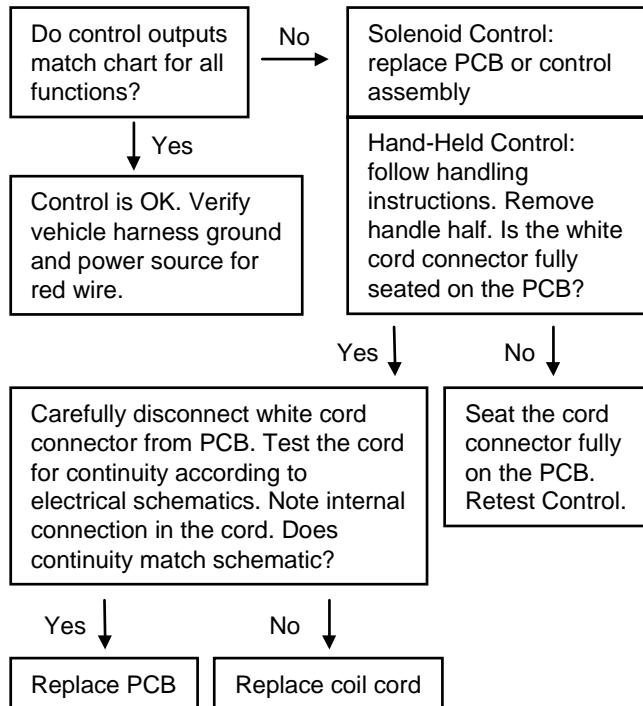 Do control outputs
match chart for all
functions?
No
Solenoid Control:
replace PCB or control
assembly
Yes
Control is OK. Verify
vehicle harness ground
and power source for
red wire.
Hand-Held Control:
follow handling
instructions. Remove
handle half. Is the white
cord connector fully
seated on the PCB?
Yes
No
Carefully disconnect white cord
connector from PCB. Test the cord
for continuity according to
electrical schematics. Note internal
connection in the cord. Does
continuity match schematic?
Seat the cord
connector fully
on the PCB.
Retest Control.
Yes
No
Replace PCB
Replace coil cord